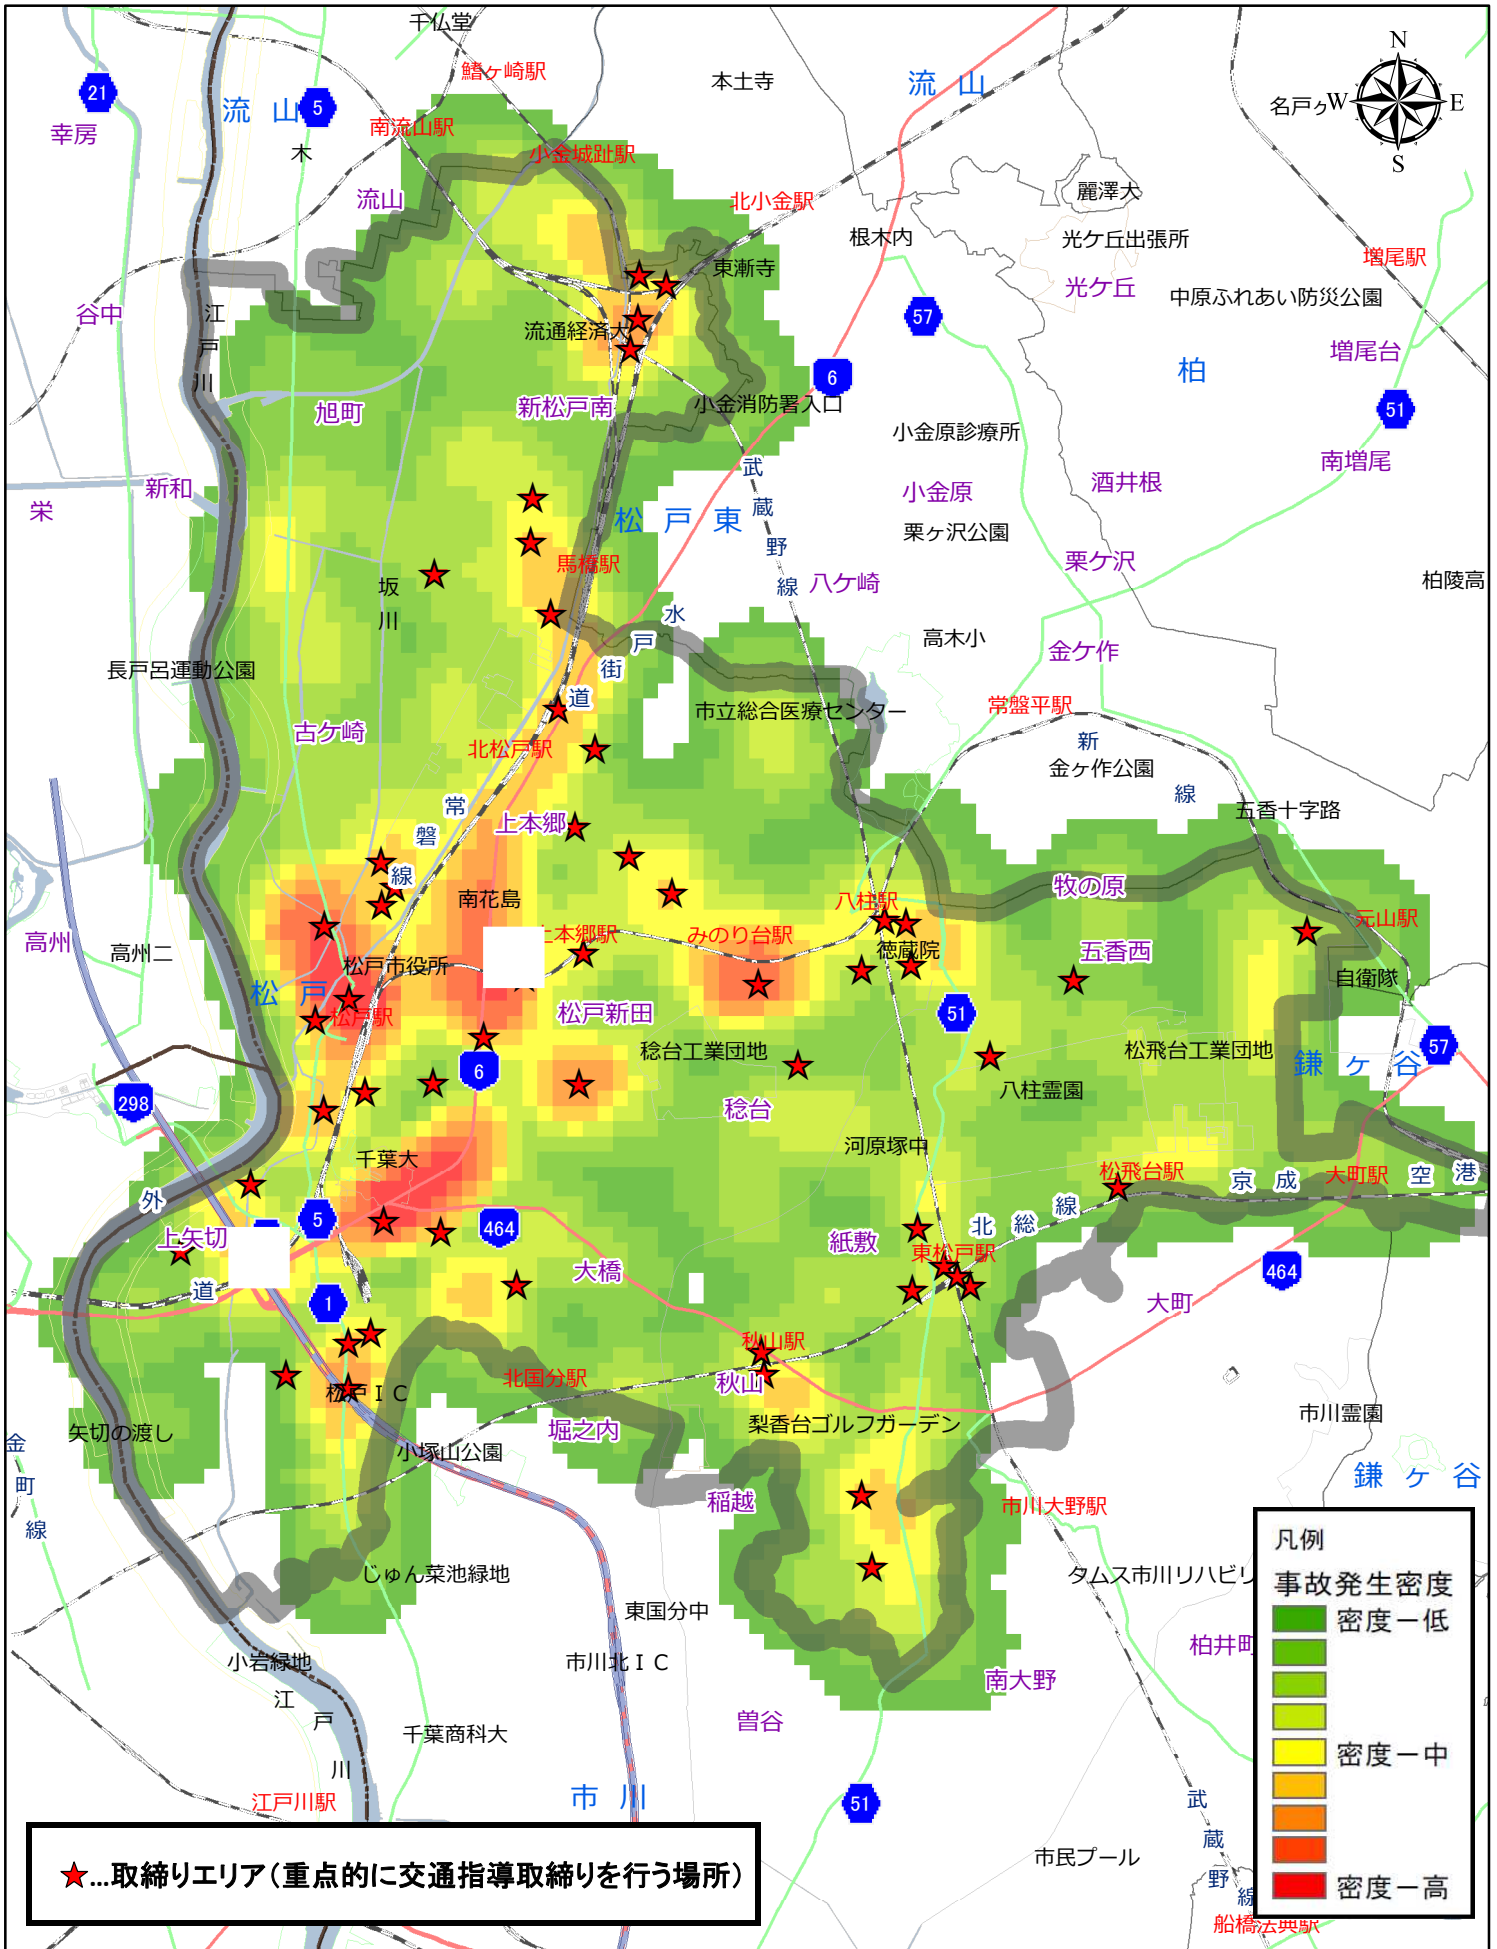 千仏堂
鰭ヶ崎駅
本土寺
流山
N
W
E
S
名戸ヶ
21
幸房
流山
5
木
南流山駅
小金城趾駅
流山
北小金駅
麗澤大
根木内
光ケ丘出張所
増尾駅
東漸寺
光ケ丘
中原ふれあい防災公園
谷中
江戸川
57
流通経済大
増尾台
柏
6
旭町
新松戸南
小金消防署入口
51
小金原診療所
南増尾
武蔵野線
新和
栄
小金原
酒井根
松戸東
栗ヶ沢公園
馬橋駅
栗ケ沢
八ケ崎
柏陵高
坂川
水戸街道
高木小
金ケ作
長戸呂運動公園
常盤平駅
市立総合医療センター
古ケ崎
北松戸駅
新
線
金ヶ作公園
常磐線
上本郷
五香十字路
南花島
牧の原
八柱駅
元山駅
高州
高州二
上本郷駅
みのり台駅
徳蔵院
五香西
松戸市役所
自衛隊
松戸
松戸駅
松戸新田
51
稔台工業団地
松飛台工業団地
鎌ヶ谷
57
6
298
八柱霊園
稔台
河原塚中
千葉大
松飛台駅
大町駅
京成
空港
外
5
464
北総線
上矢切
紙敷
東松戸駅
道
大橋
464
1
大町
秋山駅
北国分駅
秋山
松戸IC
市川霊園
矢切の渡し
堀之内
梨香台ゴルフガーデン
金町線
小塚山公園
鎌ヶ谷
稲越
市川大野駅
凡例
じゅん菜池緑地
タムス市川リハビリ
事故発生密度
東国分中
密度－低
柏井町
小岩緑地
市川北IC
南大野
江戸川
曽谷
千葉商科大
密度－中
市川
江戸川駅
51
武蔵野線
市民プール
★…取締りエリア（重点的に交通指導取締りを行う場所）
密度－高
船橋法典駅